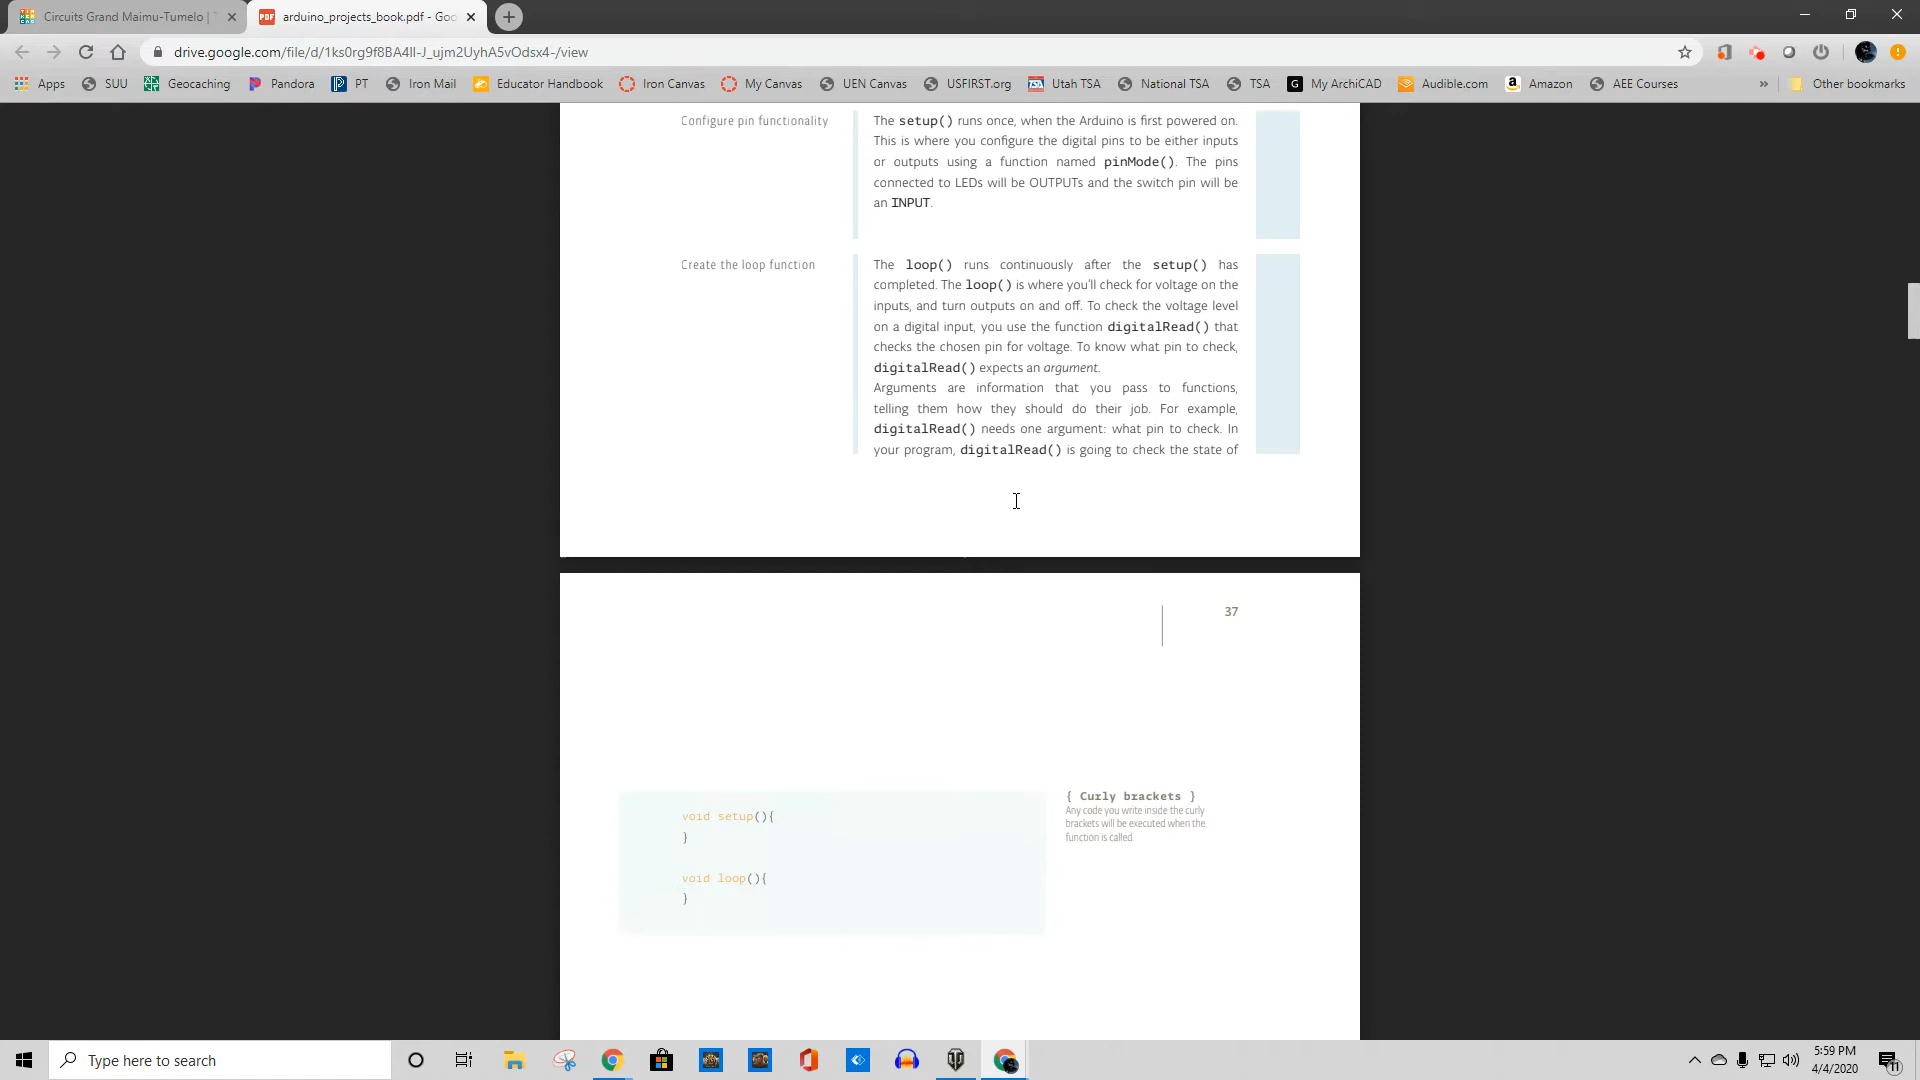 Circuits Grand Maimu-Tumelo |
arduino_projects_book.pdf - Goo
drive.google.com/file/d/1ks0rg9f8BA4Il-J_ujm2UyhA5vOdsx4-/view
Apps SUU Geocaching Pandora PT Iron Mail Educator Handbook Iron Canvas My Canvas UEN Canvas USFIRST.org Utah TSA National TSA TSA My ArchiCAD Audible.com Amazon AEE Courses » Other bookmarks
Configure pin functionality
The setup() runs once, when the Arduino is first powered on.
This is where you configure the digital pins to be either inputs
or outputs using a function named pinMode(). The pins
connected to LEDs will be OUTPUTs and the switch pin will be
an INPUT.
Create the loop function
The loop() runs continuously after the setup() has
completed. The loop() is where you'll check for voltage on the
inputs, and turn outputs on and off. To check the voltage level
on a digital input, you use the function digitalRead() that
checks the chosen pin for voltage. To know what pin to check,
digitalRead() expects an argument.
Arguments are information that you pass to functions,
telling them how they should do their job. For example,
digitalRead() needs one argument: what pin to check. In
your program, digitalRead() is going to check the state of
37
void setup(){
}
void loop(){
}
{ Curly brackets }
Any code you write inside the curly
brackets will be executed when the
function is called.
Type here to search
5:59 PM
4/4/2020
11